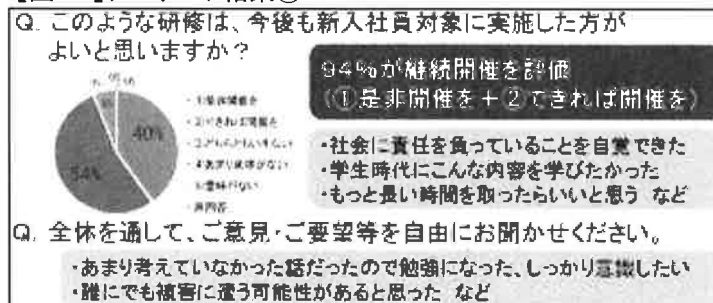 Q. このような研修は、今後も新入社員対象に実施した方が
よいと思いますか？
94%が継続開催を評価
(①是非開催を＋②できれば開催を)
40%
54%
・社会に責任を負っていることを自覚できた
・学生時代にこんな内容を学びたかった
・もっと長い時間を取ったらいいと思う など
Q. 全体を通して、ご意見・ご要望等を自由にお聞かせください。
・あまり考えていなかった話だったので勉強になった、しっかり意識したい
・誰にでも被害に遭う可能性があると思った など